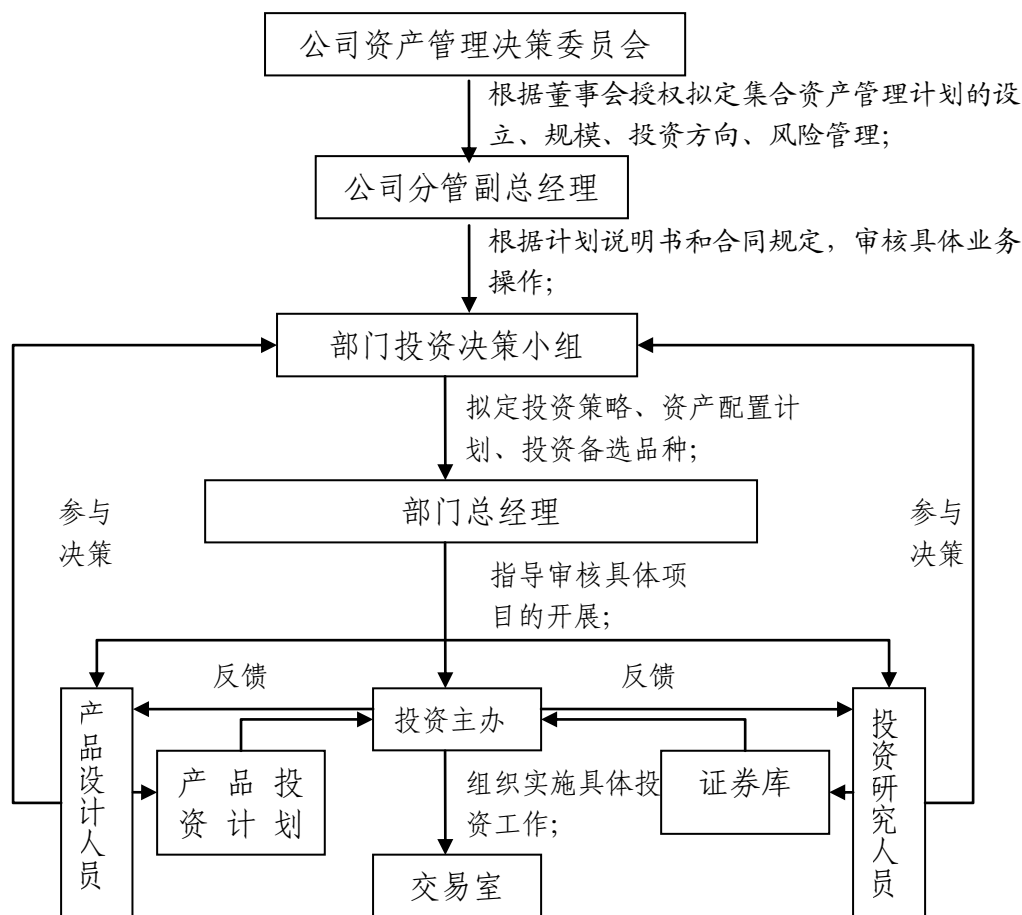 公司资产管理决策委员会
根据董事会授权拟定集合资产管理计划的设
立、规模、投资方向、风险管理;
公司分管副总经理
根据计划说明书和合同规定，审核具体业务
操作;
部门投资决策小组
拟定投资策略、资产配置计
划、投资备选品种;
部门总经理
参与
决策
参与
决策
指导审核具体项
目的开展;
反馈
反馈
产品设计人员
投资主办
投资研究人员
产品投
资计划
组织实施具体投
资工作;
证券库
交易室